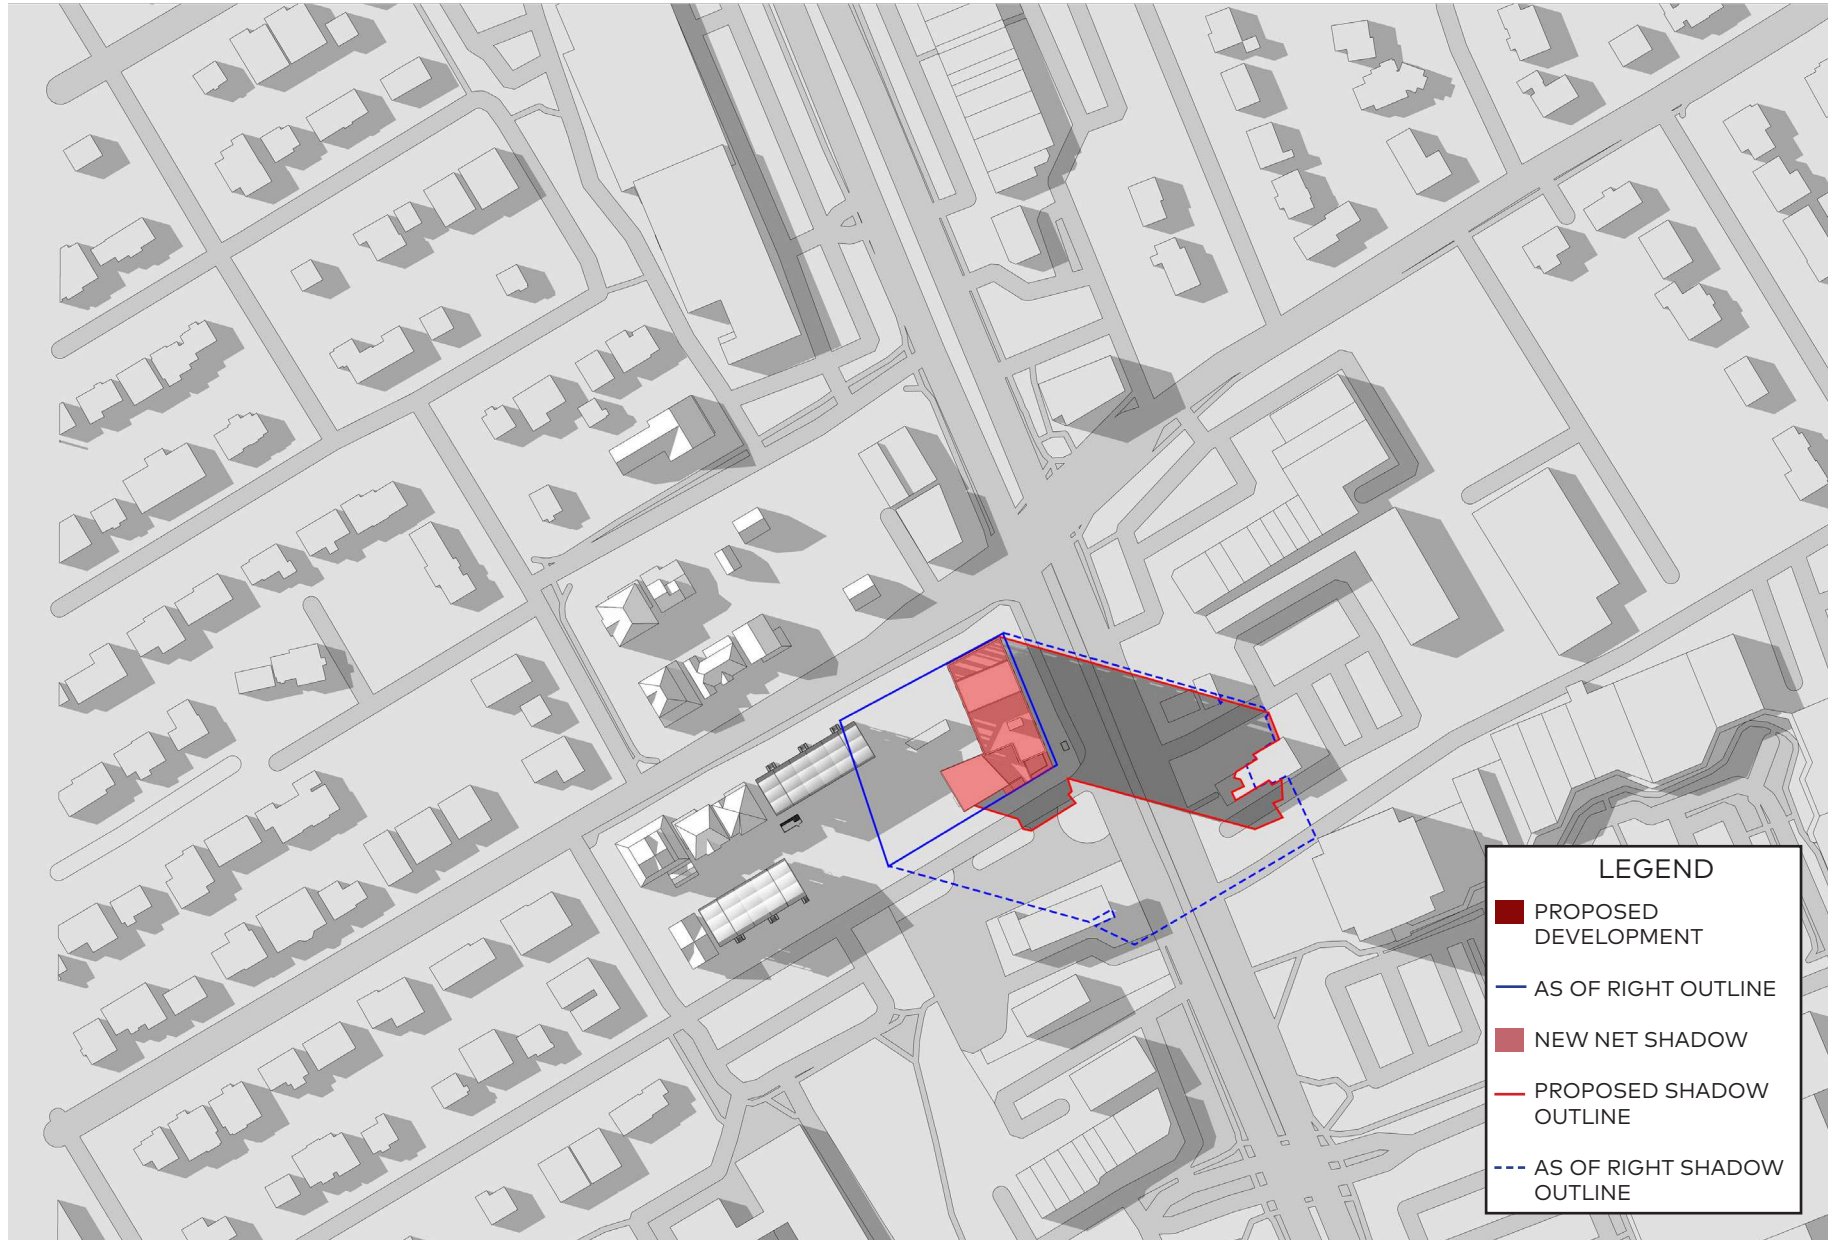 LEGEND
PROPOSED
DEVELOPMENT
AS OF RIGHT OUTLINE
NEW NET SHADOW
PROPOSED SHADOW
OUTLINE
AS OF RIGHT SHADOW
OUTLINE